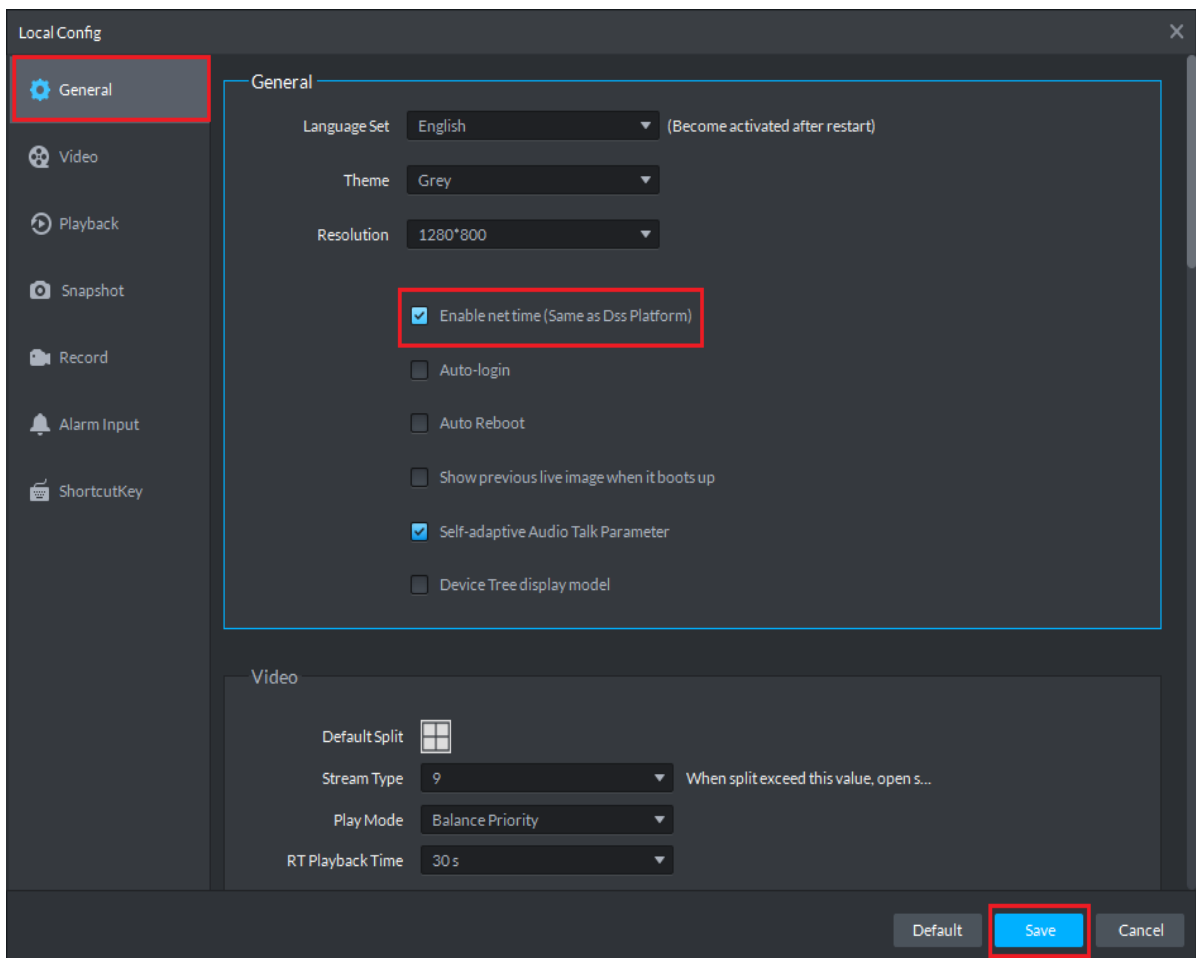 Local Config
General
Video
Playback
Snapshot
Record
Alarm Input
ShortcutKey
General
Language Set English (Become activated after restart)
Theme Grey
Resolution 1280*800
Enable net time (Same as Dss Platform)
Auto-login
Auto Reboot
Show previous live image when it boots up
Self-adaptive Audio Talk Parameter
Device Tree display model
Video
Default Split
Stream Type 9 When split exceed this value, open s...
Play Mode Balance Priority
RT Playback Time 30 s
Default Save Cancel